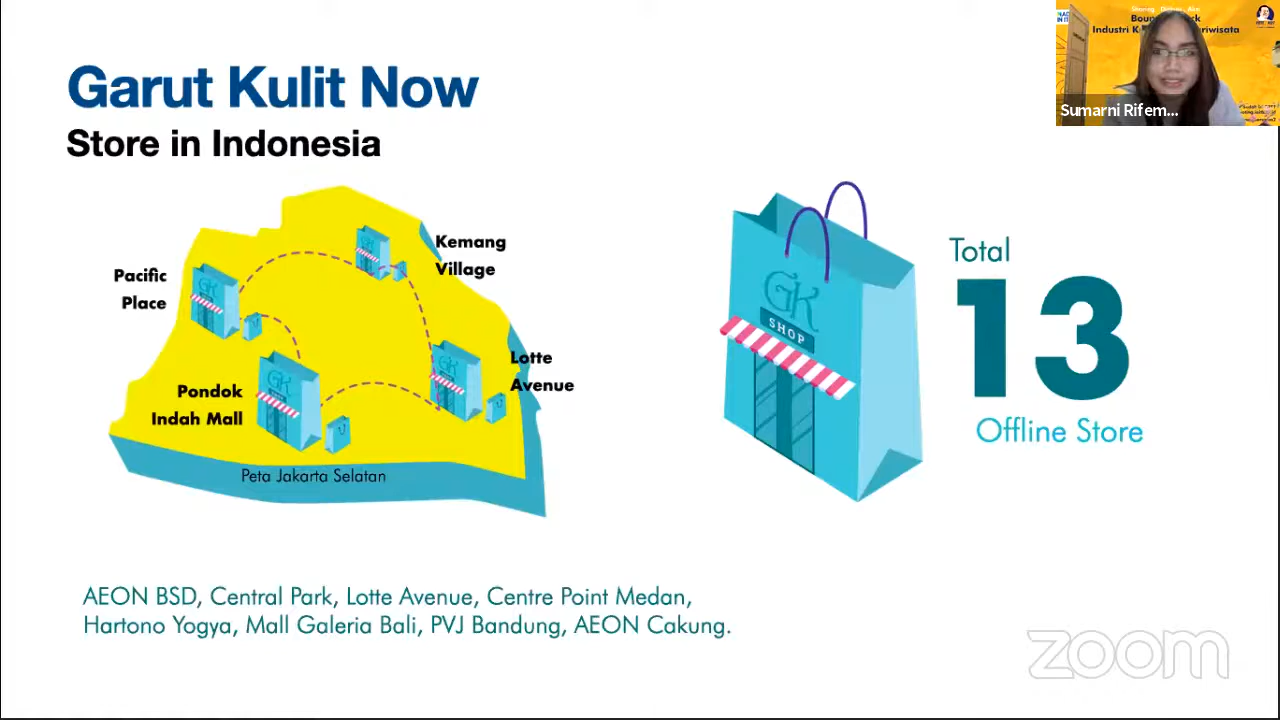 Garut Kulit Now
Store in Indonesia
Kemang
Village
Pacific
Place
Lotte
Avenue
Pondok
Indah Mall
Peta Jakarta Selatan
GK
SHOP
Total
13
Offline Store
AEON BSD, Central Park, Lotte Avenue, Centre Point Medan,
Hartono Yogya, Mall Galeria Bali, PVJ Bandung, AEON Cakung.
Sumarni Rifem...
zoom